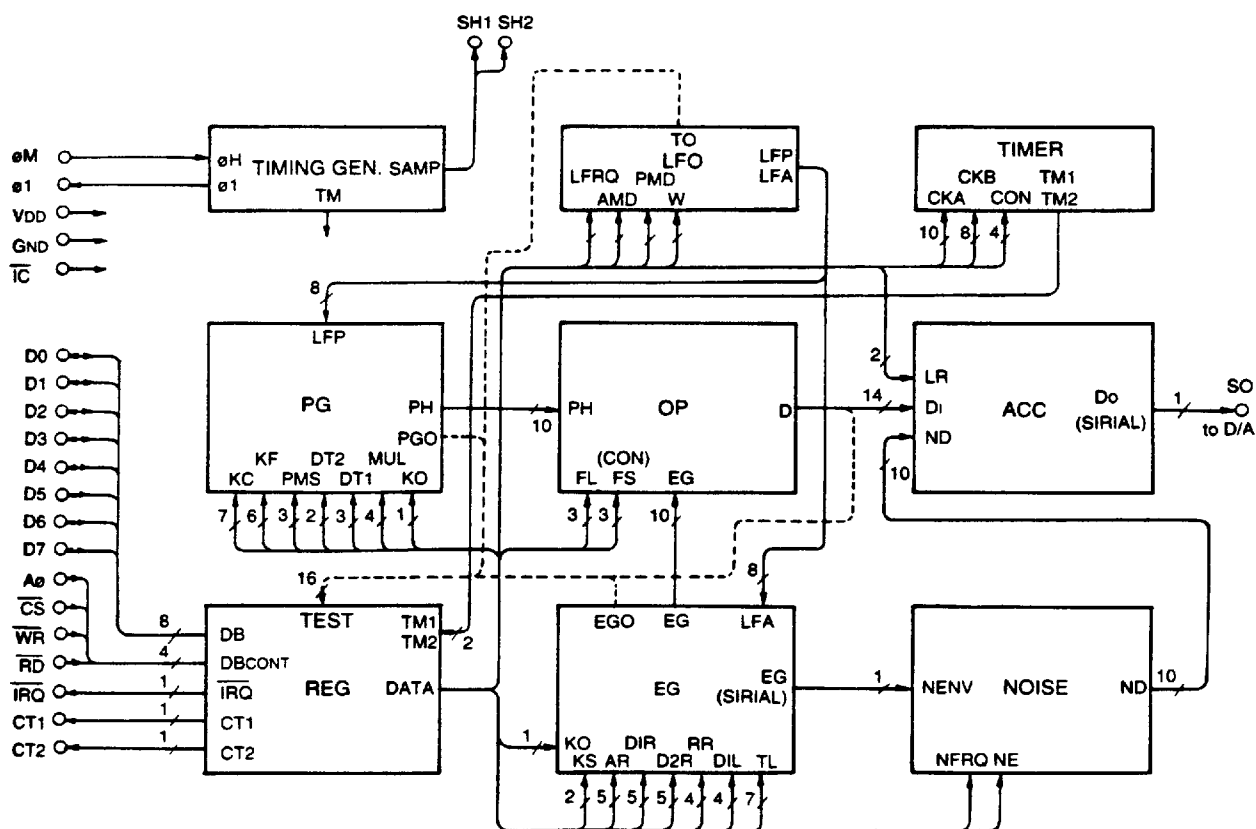 SH1 SH2
øM
ø1
VDD
GND
IC
øH
ø1
TIMING GEN. SAMP
TM
TO
LFO
LFP
LFA
LFRQ PMD
AMD W
TIMER
CKB TM1
CKA CON TM2
10 8 4
8
LFP
PG
PH
PGO
KF DT2 MUL
KC PMS DT1 KO
7 6 3 2 3 4 1
10
PH
OP
D
(CON)
FL FS EG
3 3 10
14
2
LR
DI
ND
10
ACC
Do
(SIRIAL)
1
SO
to D/A
D0
D1
D2
D3
D4
D5
D6
D7
Aø
CS
WR
RD
IRQ
CT1
CT2
8
4
1
1
1
16
TEST
TM1
TM2
2
DB
DBCONT
IRQ
CT1
CT2
REG
DATA
8
EGO EG LFA
EG
EG
(SIRIAL)
1
KO DIR RR
KS AR D2R DIL TL
2 5 5 5 4 4 7
1
NENV
NOISE
ND
10
NFRQ NE